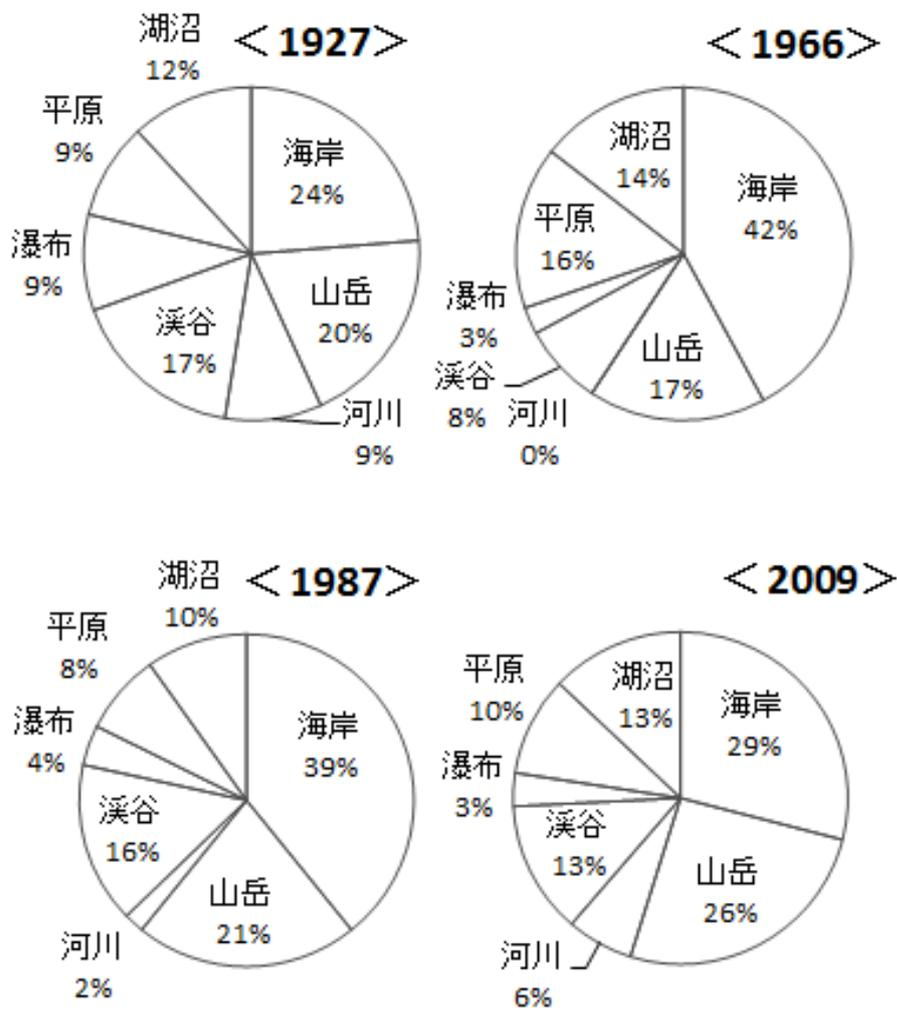 ＜1927＞
海岸
24%
山岳
20%
河川
9%
渓谷
17%
瀑布
9%
平原
9%
湖沼
12%
＜1966＞
海岸
42%
山岳
17%
河川
0%
渓谷
8%
瀑布
3%
平原
16%
湖沼
14%
＜1987＞
海岸
39%
山岳
21%
河川
2%
渓谷
16%
瀑布
4%
平原
8%
湖沼
10%
＜2009＞
海岸
29%
山岳
26%
河川
6%
渓谷
13%
瀑布
3%
平原
10%
湖沼
13%